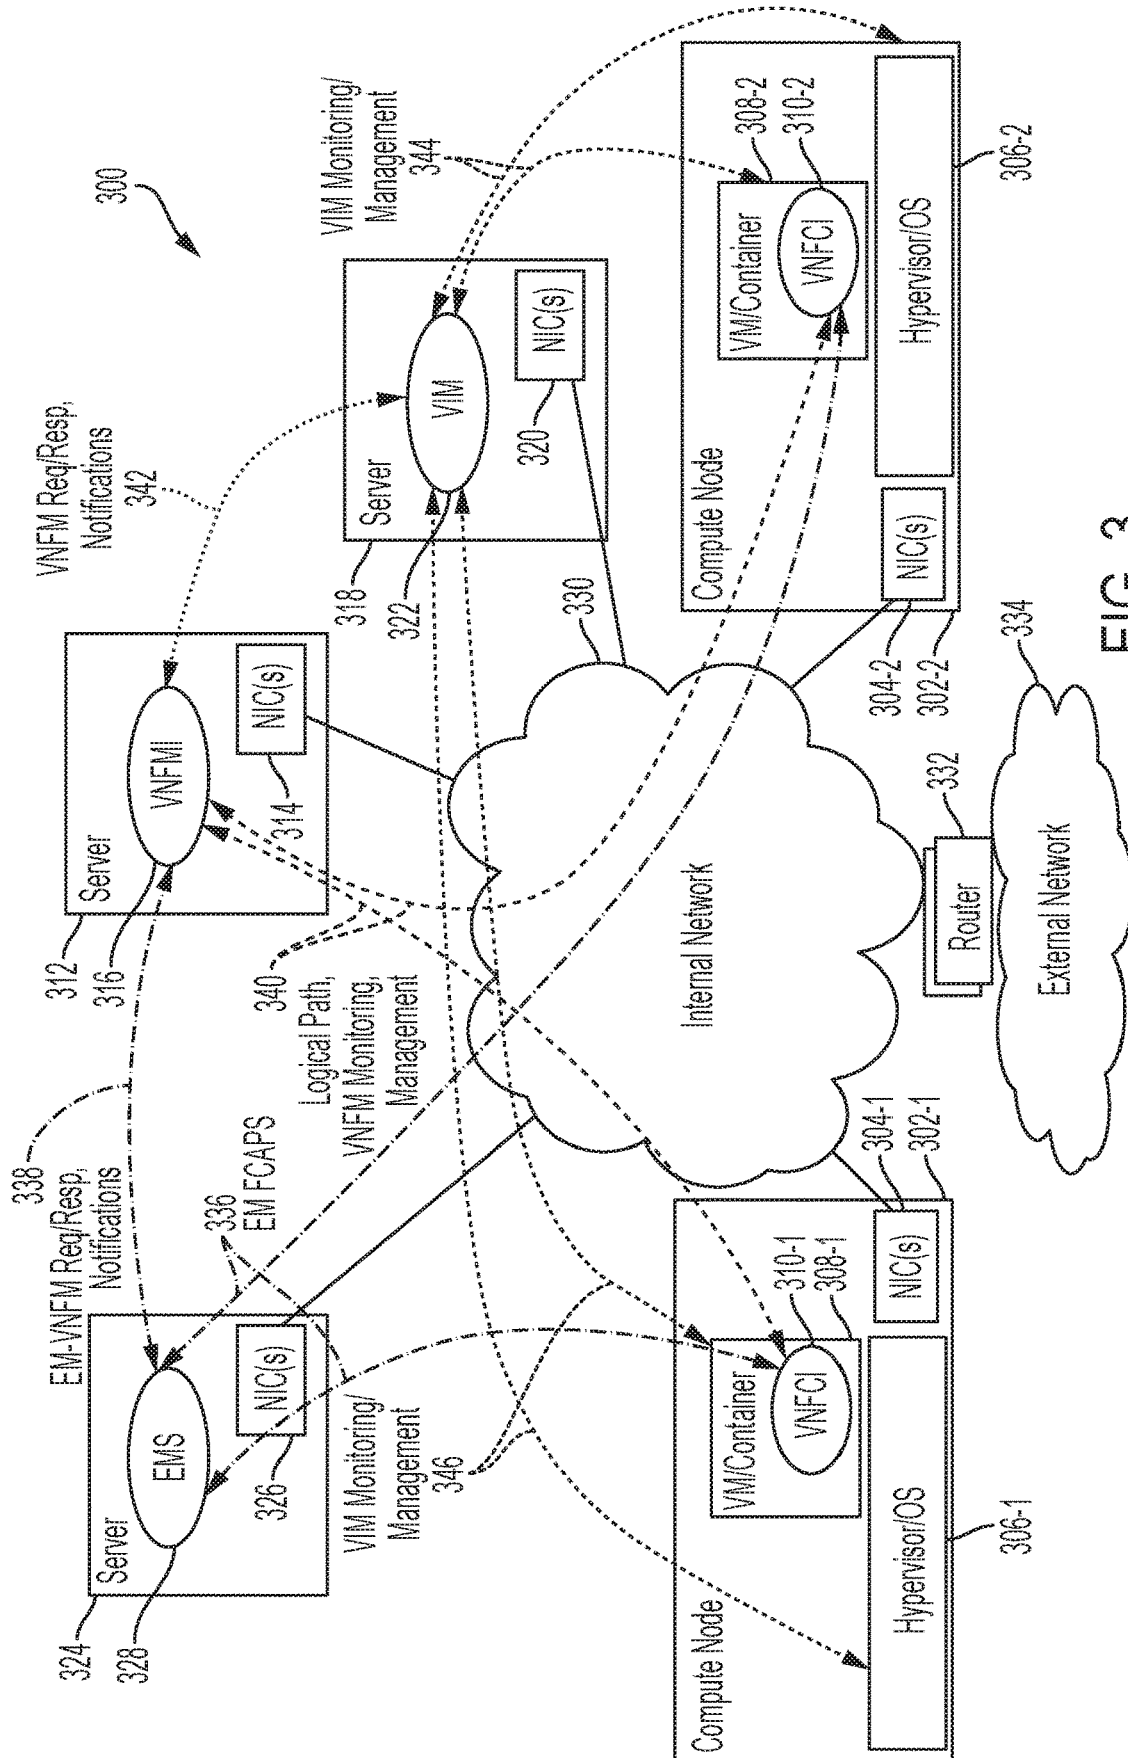 300
EM-VNFM Req/Resp,
Notifications
338
VNFM Req/Resp,
Notifications
342
VIM Monitoring/
Management
344
324
Server
328
EMS
326
NIC(s)
336
EM FCAPS
312
Server
316
VNFMI
314
NIC(s)
318
Server
322
VIM
320
NIC(s)
340
Logical Path,
VNFM Monitoring,
Management
VIM Monitoring/
Management
346
Internal Network
330
Compute Node
VM/Container
VNFCI
310-1
308-1
Hypervisor/OS
306-1
NIC(s)
304-1
302-1
Compute Node
VM/Container
VNFCI
308-2
310-2
Hypervisor/OS
306-2
NIC(s)
304-2
302-2
Router
332
External Network
334
FIG. 3